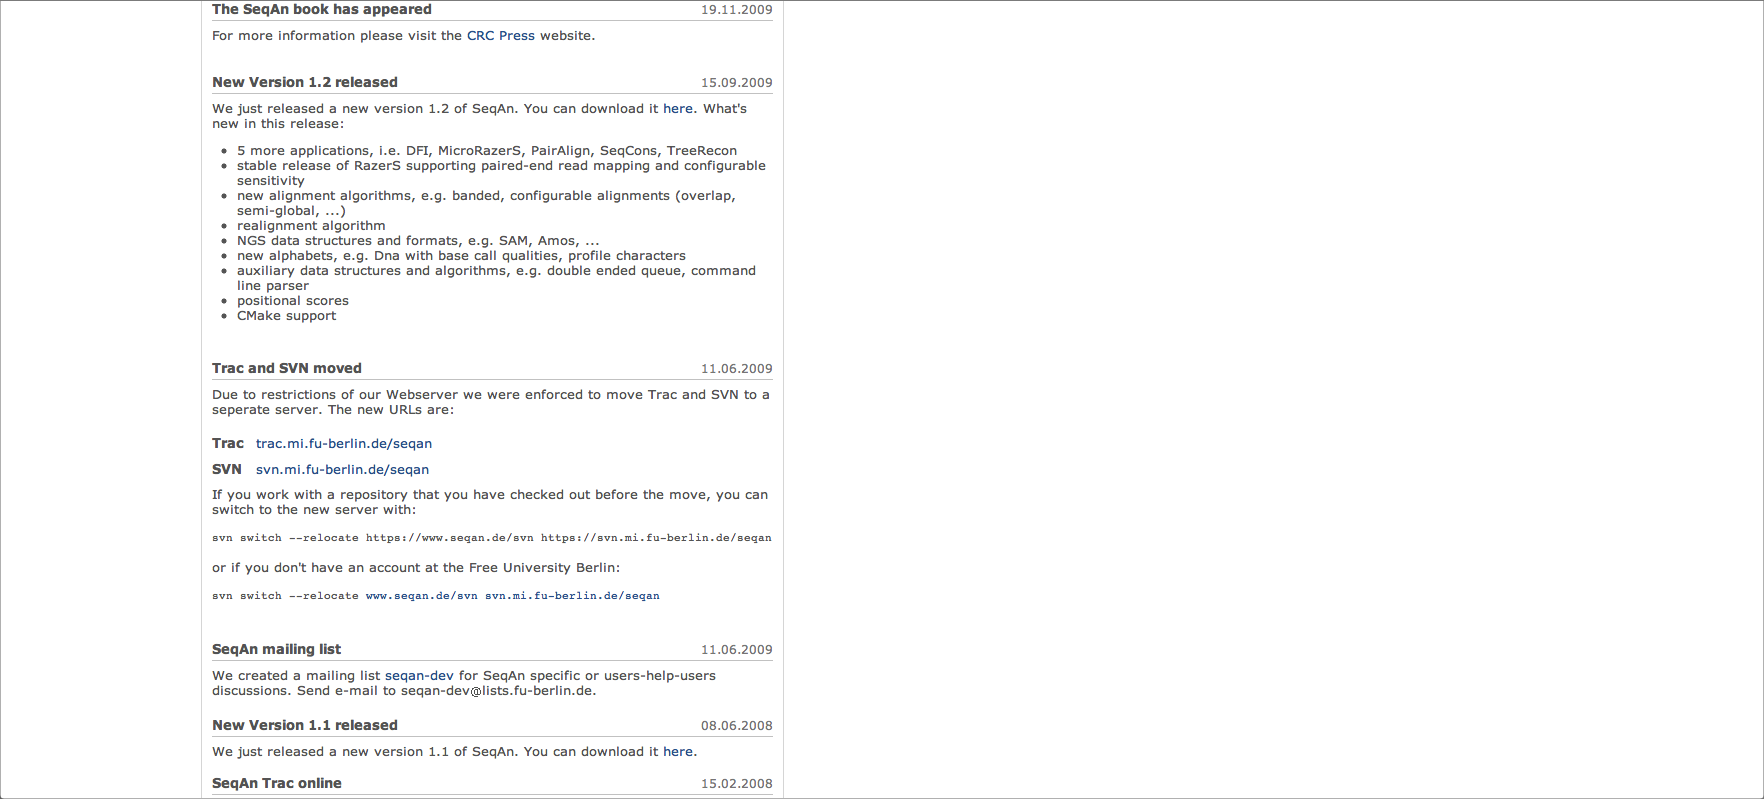 The SeqAn book has appeared 19.11.2009
For more information please visit the CRC Press website.
New Version 1.2 released 15.09.2009
We just released a new version 1.2 of SeqAn. You can download it here. What's
new in this release:
• 5 more applications, i.e. DFI, MicroRazerS, PairAlign, SeqCons, TreeRecon
• stable release of RazerS supporting paired-end read mapping and configurable
sensitivity
• new alignment algorithms, e.g. banded, configurable alignments (overlap,
semi-global, ...)
• realignment algorithm
• NGS data structures and formats, e.g. SAM, Amos, ...
• new alphabets, e.g. Dna with base call qualities, profile characters
• auxiliary data structures and algorithms, e.g. double ended queue, command
line parser
• positional scores
• CMake support
Trac and SVN moved 11.06.2009
Due to restrictions of our Webserver we were enforced to move Trac and SVN to a
seperate server. The new URLs are:
Trac trac.mi.fu-berlin.de/seqan
SVN svn.mi.fu-berlin.de/seqan
If you work with a repository that you have checked out before the move, you can
switch to the new server with:
svn switch --relocate https://www.seqan.de/svn https://svn.mi.fu-berlin.de/seqan
or if you don't have an account at the Free University Berlin:
svn switch --relocate www.seqan.de/svn svn.mi.fu-berlin.de/seqan
SeqAn mailing list 11.06.2009
We created a mailing list seqan-dev for SeqAn specific or users-help-users
discussions. Send e-mail to seqan-dev@lists.fu-berlin.de.
New Version 1.1 released 08.06.2008
We just released a new version 1.1 of SeqAn. You can download it here.
SeqAn Trac online 15.02.2008